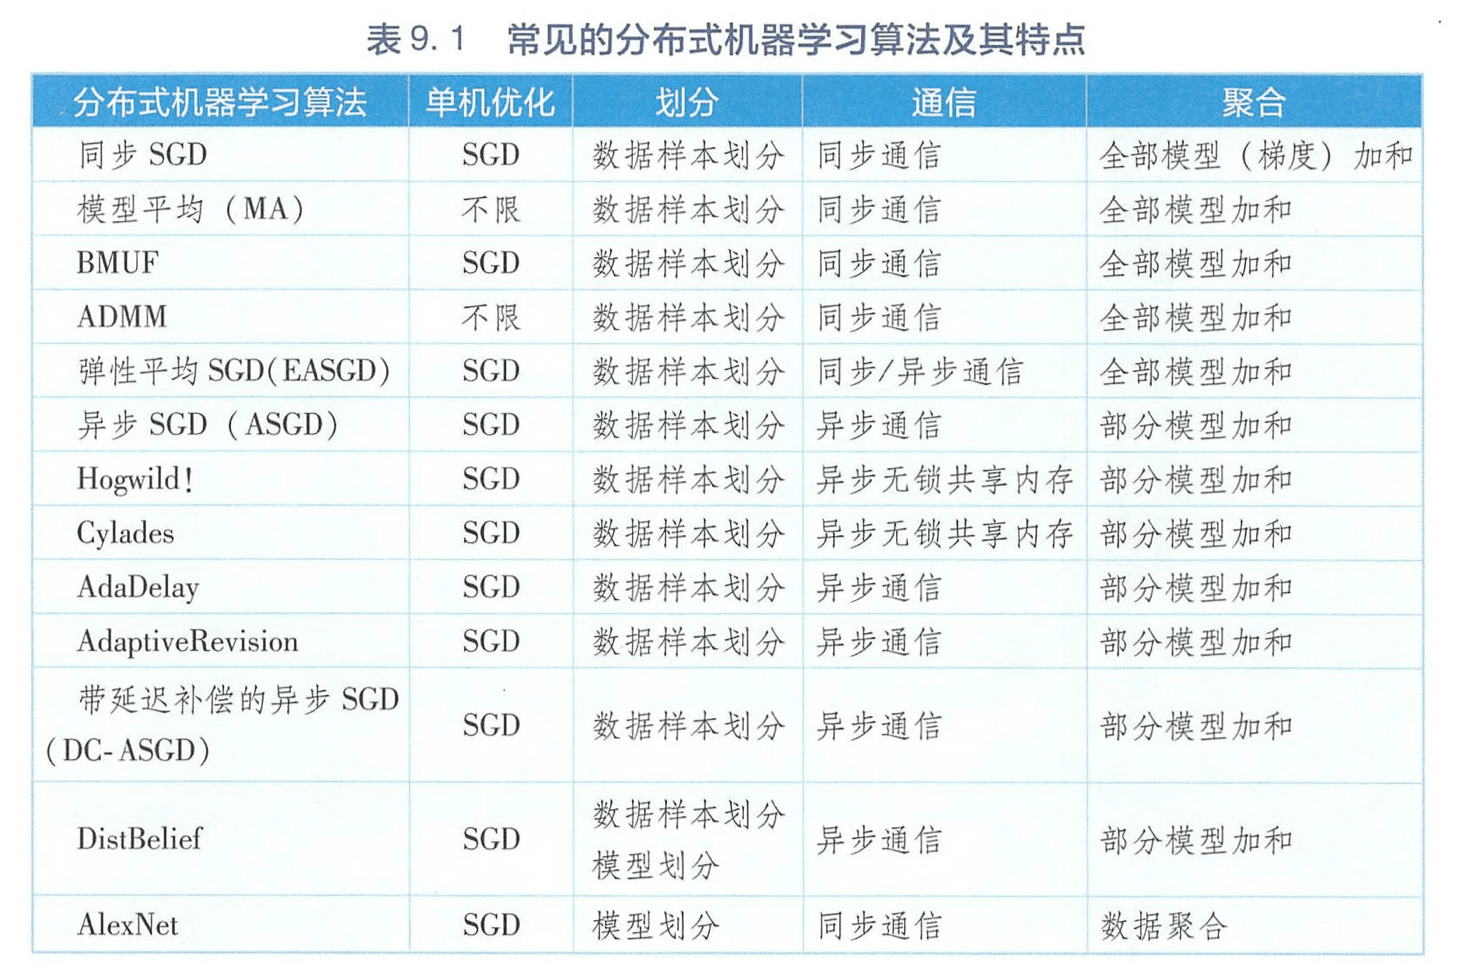 表9.1 常见的分布式机器学习算法及其特点
分布式机器学习算法 单机优化 划分 通信 聚合
同步 SGD SGD 数据样本划分 同步通信 全部模型（梯度）加和
模型平均（MA） 不限 数据样本划分 同步通信 全部模型加和
BMUF SGD 数据样本划分 同步通信 全部模型加和
ADMM 不限 数据样本划分 同步通信 全部模型加和
弹性平均 SGD(EASGD) SGD 数据样本划分 同步/异步通信 全部模型加和
异步 SGD（ASGD） SGD 数据样本划分 异步通信 部分模型加和
Hogwild! SGD 数据样本划分 异步无锁共享内存 部分模型加和
Cylades SGD 数据样本划分 异步无锁共享内存 部分模型加和
AdaDelay SGD 数据样本划分 异步通信 部分模型加和
AdaptiveRevision SGD 数据样本划分 异步通信 部分模型加和
带延迟补偿的异步 SGD
（DC-ASGD） SGD 数据样本划分 异步通信 部分模型加和
DistBelief SGD 数据样本划分
模型划分 异步通信 部分模型加和
AlexNet SGD 模型划分 同步通信 数据聚合